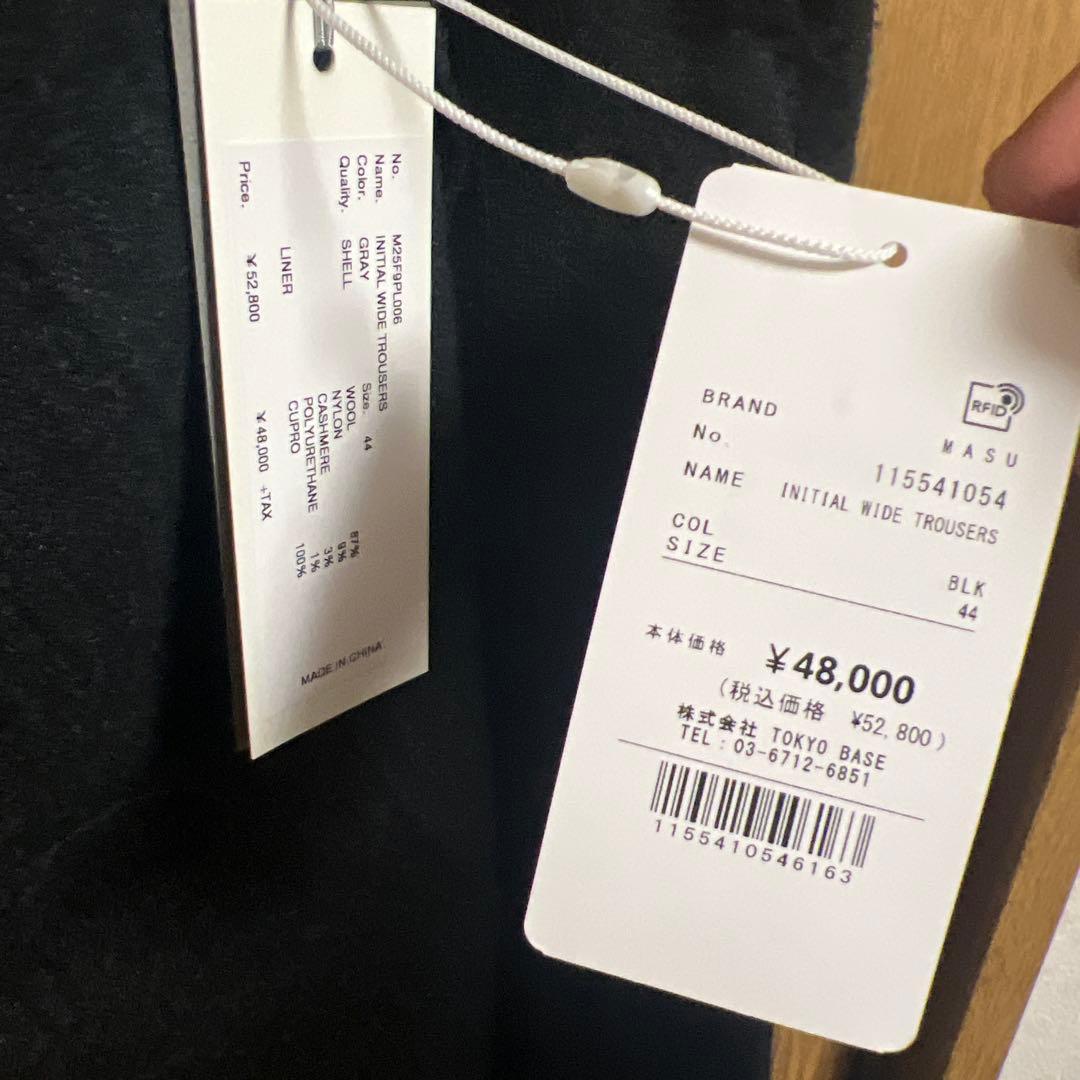 No. M25F9PL006
Name. INITIAL WIDE TROUSERS
Color. GRAY Size. 44
Quality. SHELL WOOL 87%
NYLON 9%
CASHMERE 3%
POLYURETHANE 1%
LINER CUPRO 100%
Price. ¥52,800 ¥48,000 +TAX
MADE IN CHINA
RFID
BRAND MASU
No. 115541054
NAME INITIAL WIDE TROUSERS
COL BLK
SIZE 44
本体価格 ¥48,000
(税込価格 ¥52,800)
株式会社 TOKYO BASE
TEL:03-6712-6851
1155410546163